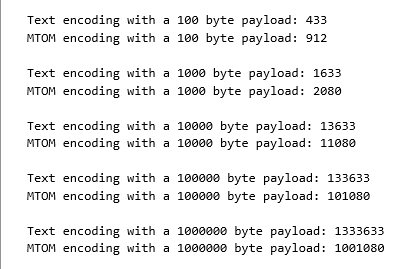 Text encoding with a 100 byte payload: 433
MTOM encoding with a 100 byte payload: 912
Text encoding with a 1000 byte payload: 1633
MTOM encoding with a 1000 byte payload: 2080
Text encoding with a 10000 byte payload: 13633
MTOM encoding with a 10000 byte payload: 11080
Text encoding with a 100000 byte payload: 133633
MTOM encoding with a 100000 byte payload: 101080
Text encoding with a 1000000 byte payload: 1333633
MTOM encoding with a 1000000 byte payload: 1001080